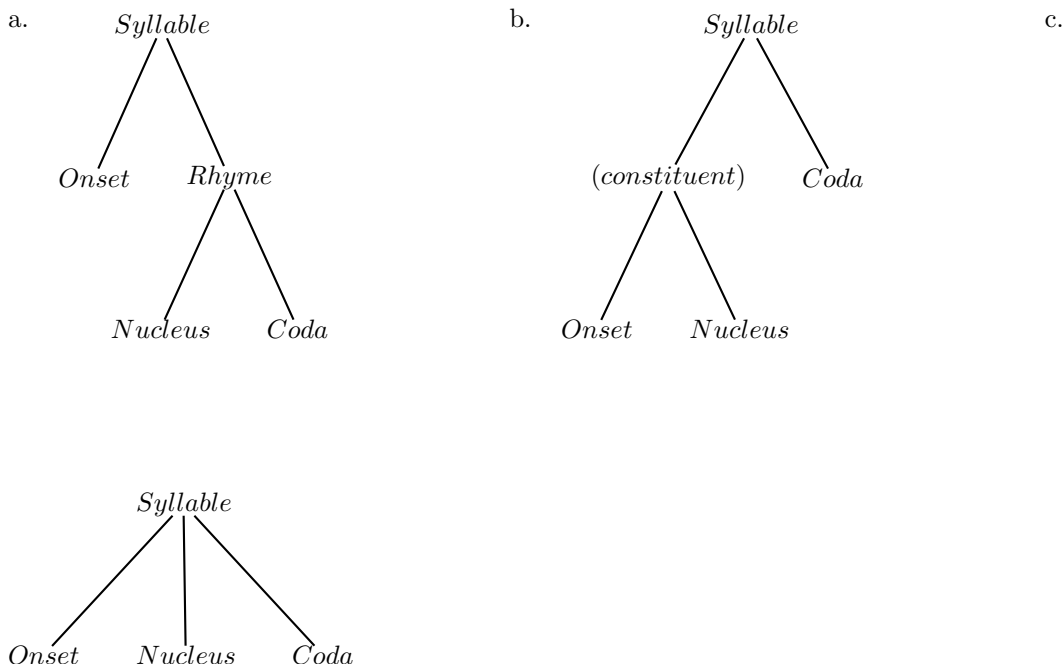 a. Syllable b. Syllable c.
Onset Rhyme (constituent) Coda
Nucleus Coda Onset Nucleus
Syllable
Onset Nucleus Coda